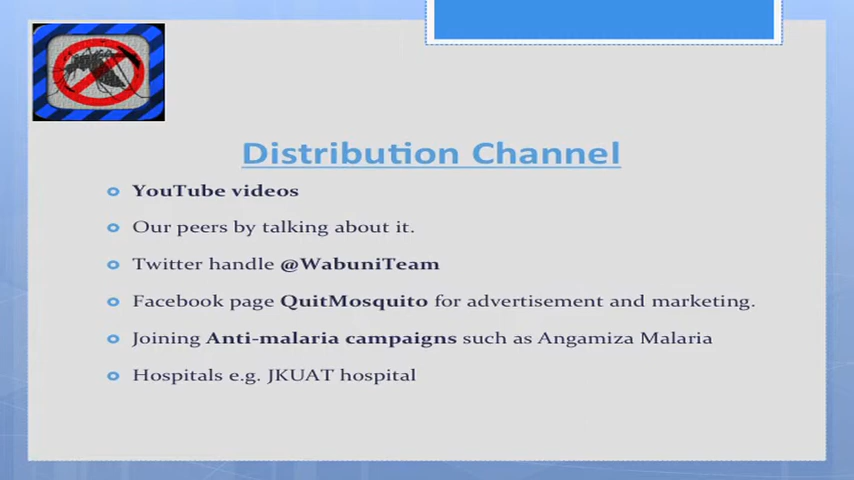 Distribution Channel
YouTube videos
Our peers by talking about it.
Twitter handle @WabuniTeam
Facebook page QuitMosquito for advertisement and marketing.
Joining Anti-malaria campaigns such as Angamiza Malaria
Hospitals e.g. JKUAT hospital